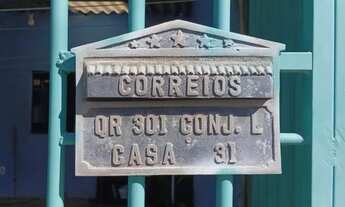 CORREIOS
QR 301 CONJ. L
CASA 31